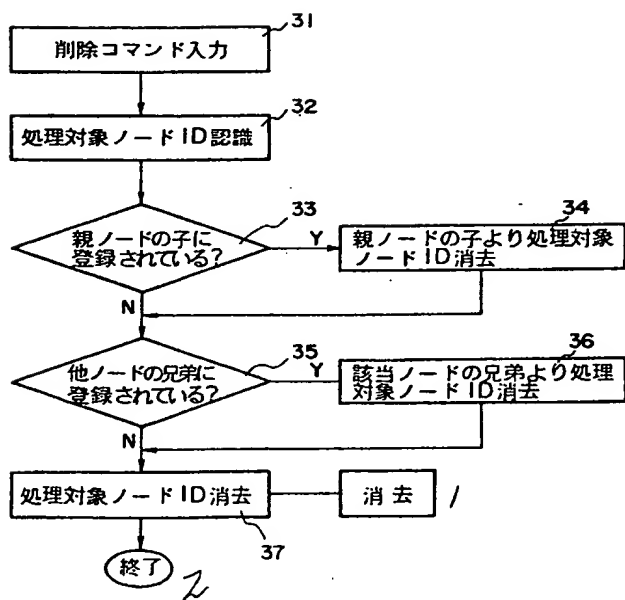 31
削除コマンド入力
32
処理対象ノードID認識
33
親ノードの子に
登録されている?
Y
34
親ノードの子より処理対象
ノードID消去
N
35
他ノードの兄弟に
登録されている?
Y
36
該当ノードの兄弟より処理
対象ノードID消去
N
処理対象ノードID消去
消去
1
37
終了
2